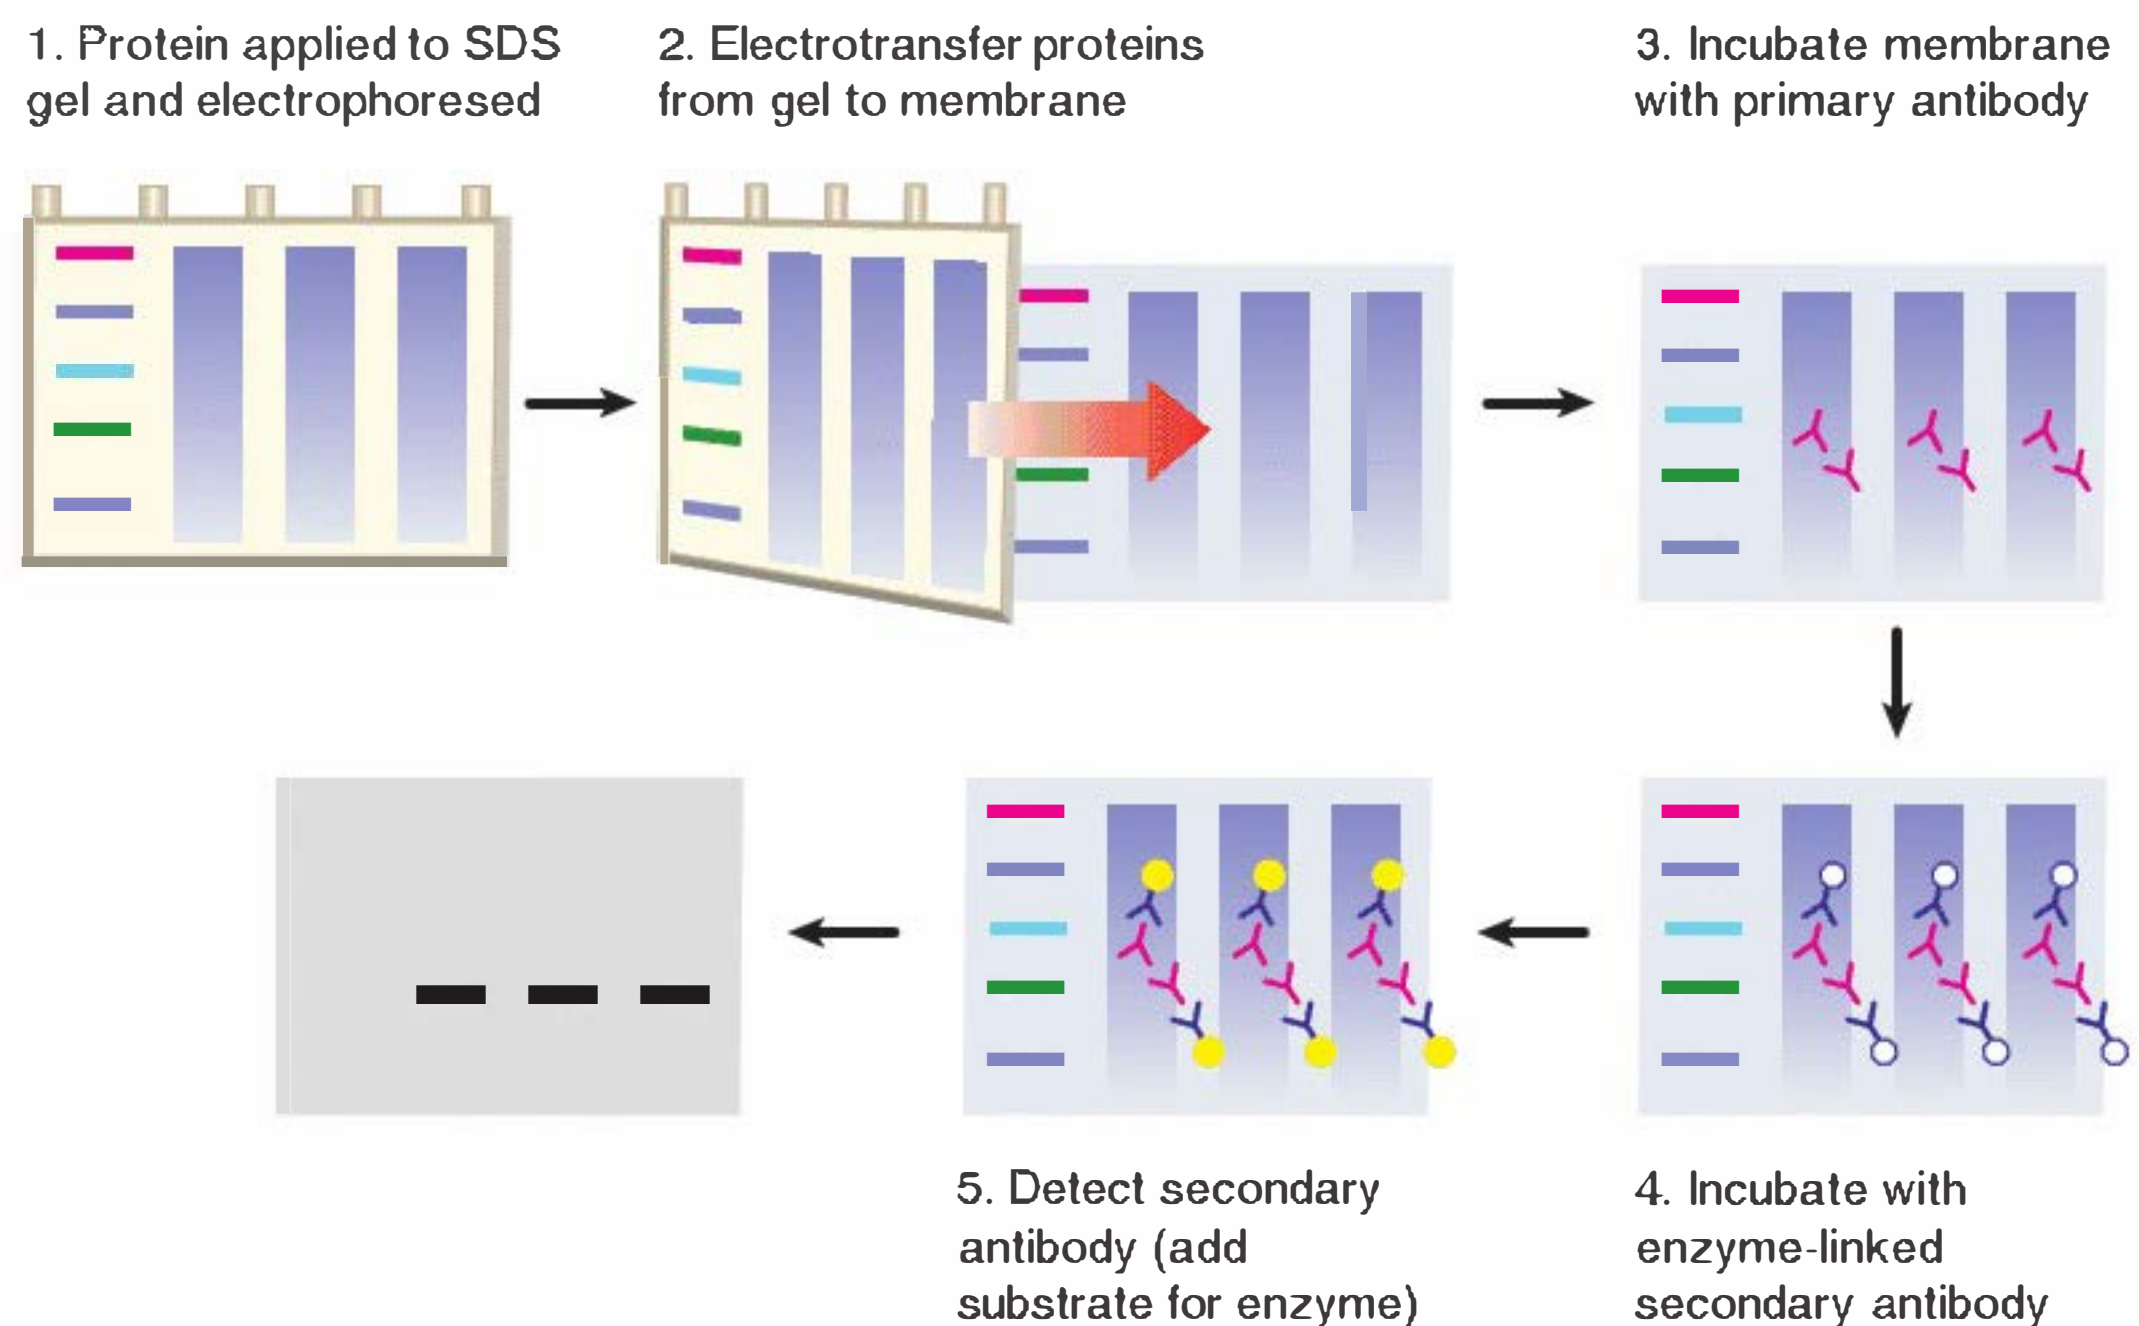 1. Protein applied to SDS
gel and electrophoresed
2. Electrotransfer proteins
from gel to membrane
3. Incubate membrane
with primary antibody
4. Incubate with
enzyme-linked
secondary antibody
5. Detect secondary
antibody (add
substrate for enzyme)